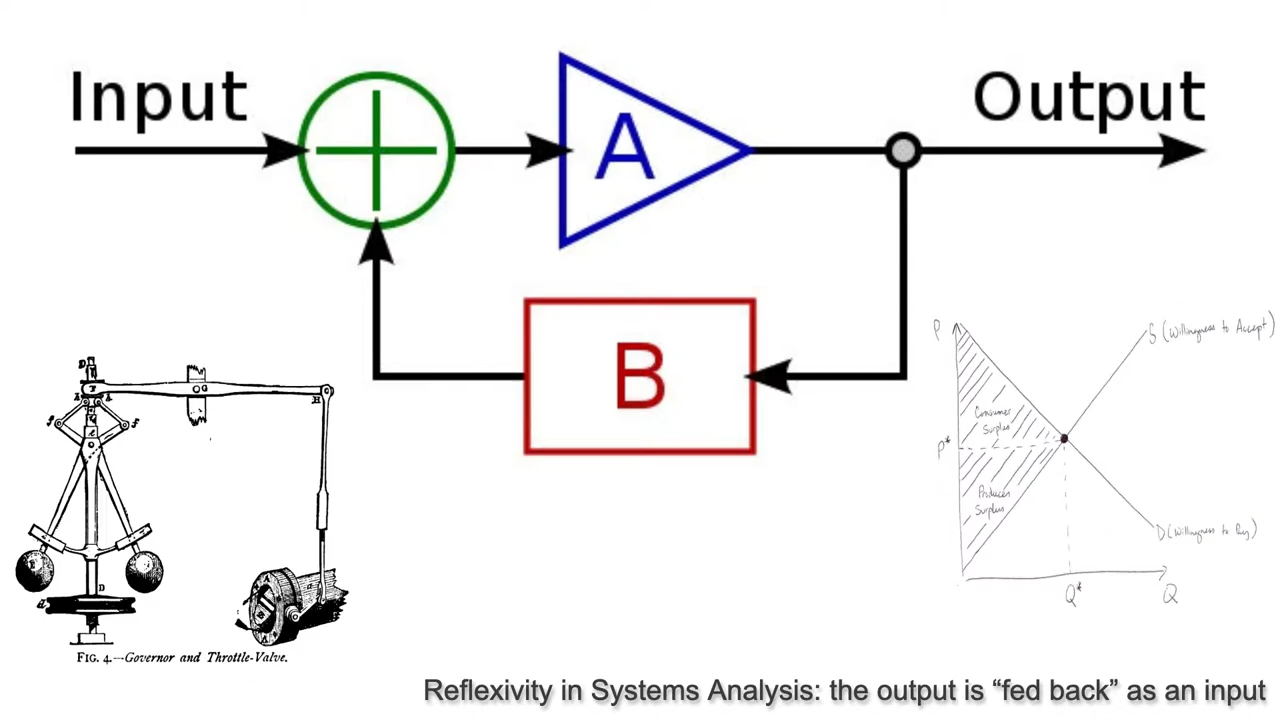 Input
Output
A
B
P
S (Willingness to Accept)
Consumer
Surplus
P*
Producer
Surplus
D (Willingness to Pay)
Q*
Q
D
T
G
H
A
A
f
f
D
d
A
A
FIG. 4.—Governor and Throttle-Valve.
Reflexivity in Systems Analysis: the output is “fed back” as an input